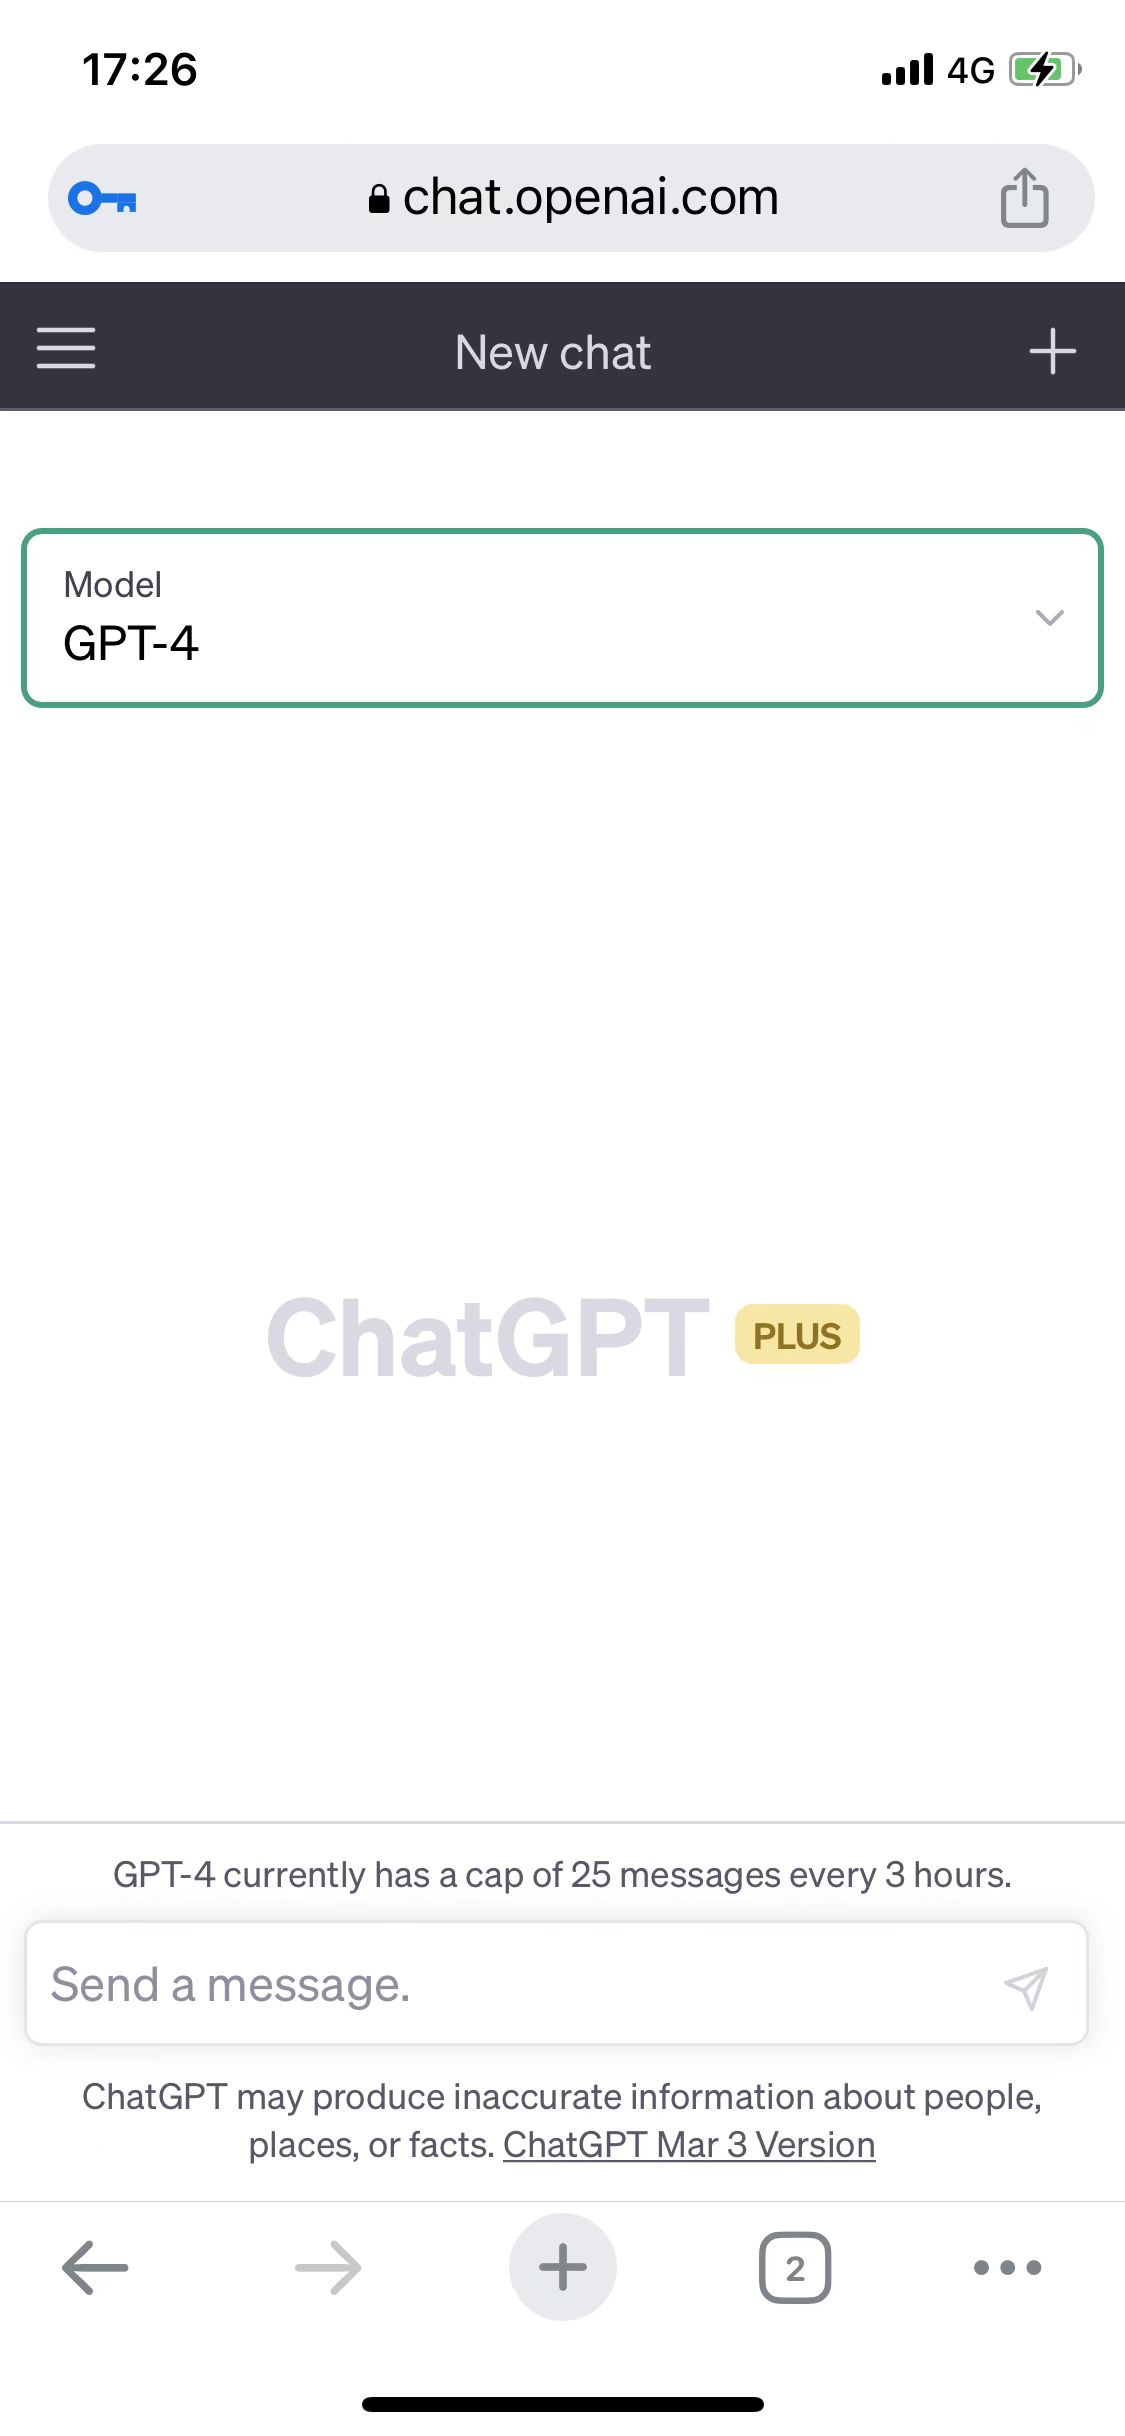 17:26
4G
chat.openai.com
New chat
Model
GPT-4
ChatGPT PLUS
GPT-4 currently has a cap of 25 messages every 3 hours.
Send a message.
ChatGPT may produce inaccurate information about people,
places, or facts. ChatGPT Mar 3 Version
2